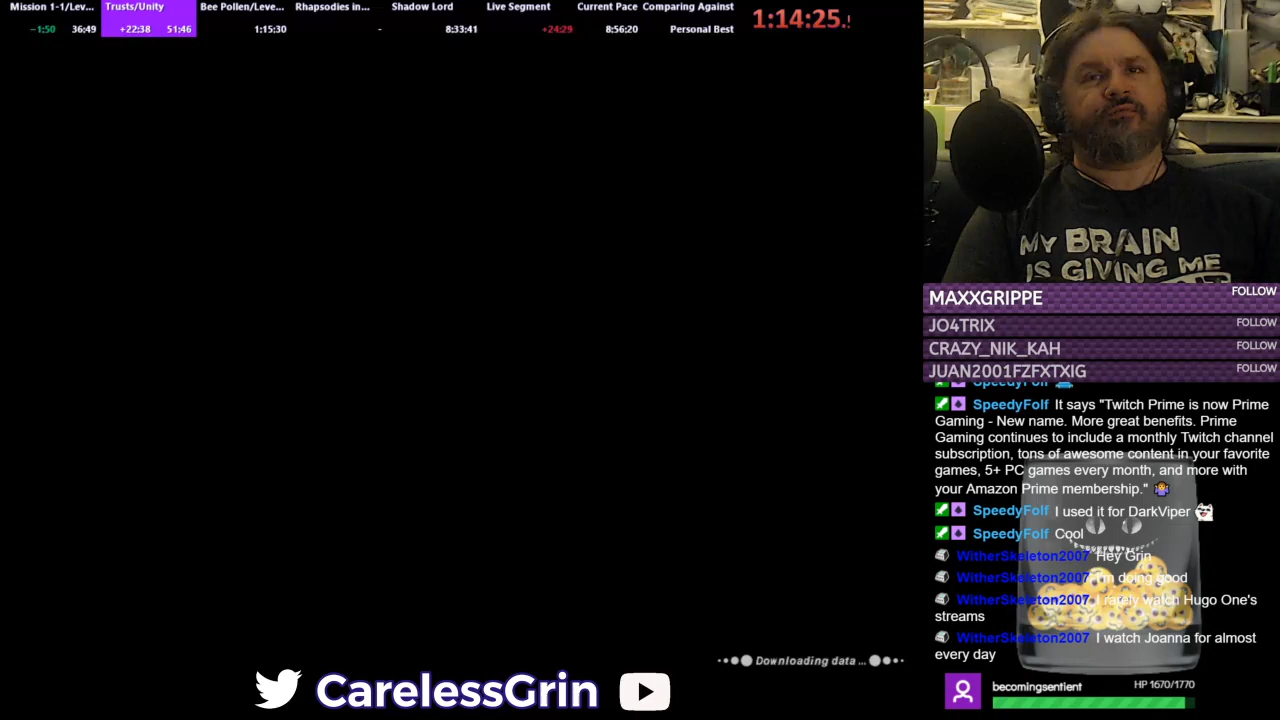 Mission 1-1/Lev... Trusts/Unity Bee Pollen/Leve... Rhapsodies in... Shadow Lord Live Segment Current Pace Comparing Against
−1:50 36:49 +22:38 51:46 1:15:30 - 8:33:41 +24:29 8:56:20 Personal Best
1:14:25.
MY BRAIN
IS GIVING ME
MAXXGRIPPE FOLLOW
JO4TRIX FOLLOW
CRAZY_NIK_KAH FOLLOW
JUAN2001FZFXTXIG FOLLOW
SpeedyFolf
SpeedyFolf It says "Twitch Prime is now Prime
Gaming - New name. More great benefits. Prime
Gaming continues to include a monthly Twitch channel
subscription, tons of awesome content in your favorite
games, 5+ PC games every month, and more with
your Amazon Prime membership."
SpeedyFolf I used it for DarkViper
SpeedyFolf Cool
WitherSkeleton2007 Hey Grin
WitherSkeleton2007 I'm doing good
WitherSkeleton2007 I rarely watch Hugo One's
streams
WitherSkeleton2007 I watch Joanna for almost
every day
Downloading data ...
CarelessGrin
becomingsentient HP 1670/1770